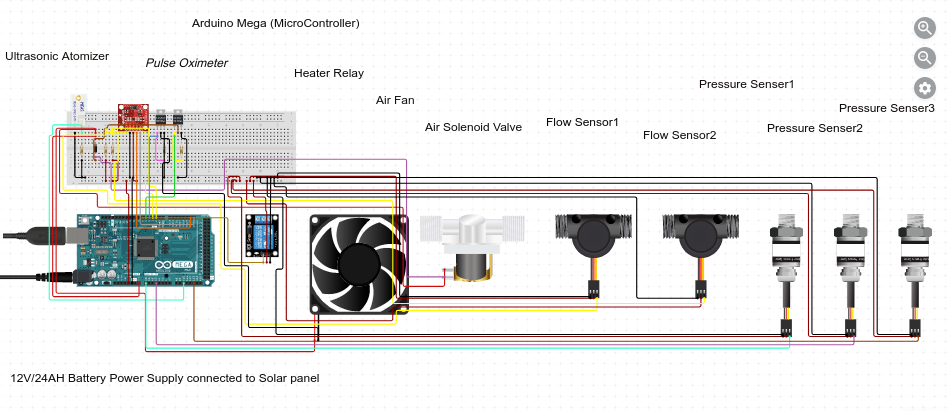 Arduino Mega (MicroController)
Ultrasonic Atomizer
Pulse Oximeter
Heater Relay
Air Fan
Pressure Senser1
Pressure Senser3
Flow Sensor1
Air Solenoid Valve
Pressure Senser2
Flow Sensor2
MEGA
12V/24AH Battery Power Supply connected to Solar panel